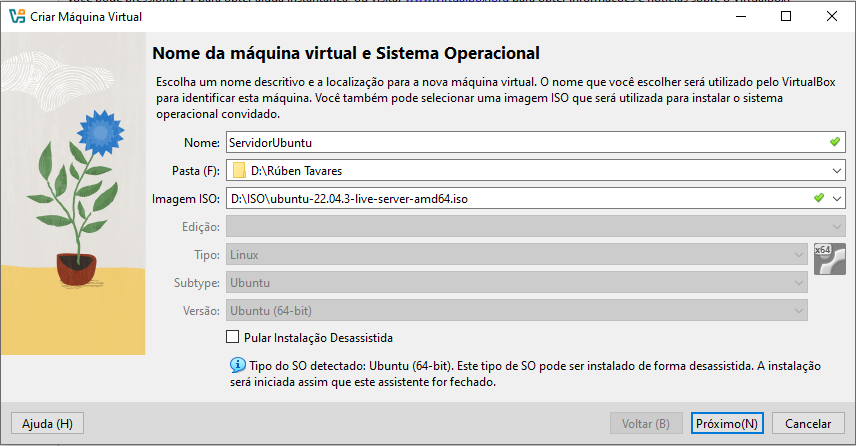 Criar Máquina Virtual
Nome da máquina virtual e Sistema Operacional
Escolha um nome descritivo e a localização para a nova máquina virtual. O nome que você escolher será utilizado pelo VirtualBox
para identificar esta máquina. Você também pode selecionar uma imagem ISO que será utilizada para instalar o sistema
operacional convidado.
Nome: ServidorUbuntu
Pasta (F): D:\Rúben Tavares
Imagem ISO: D:\ISO\ubuntu-22.04.3-live-server-amd64.iso
Edição:
Tipo: Linux x64
Subtype: Ubuntu
Versão: Ubuntu (64-bit)
Pular Instalação Desassistida
Tipo do SO detectado: Ubuntu (64-bit). Este tipo de SO pode ser instalado de forma desassistida. A instalação
será iniciada assim que este assistente for fechado.
Ajuda (H) Voltar (B) Próximo(N) Cancelar